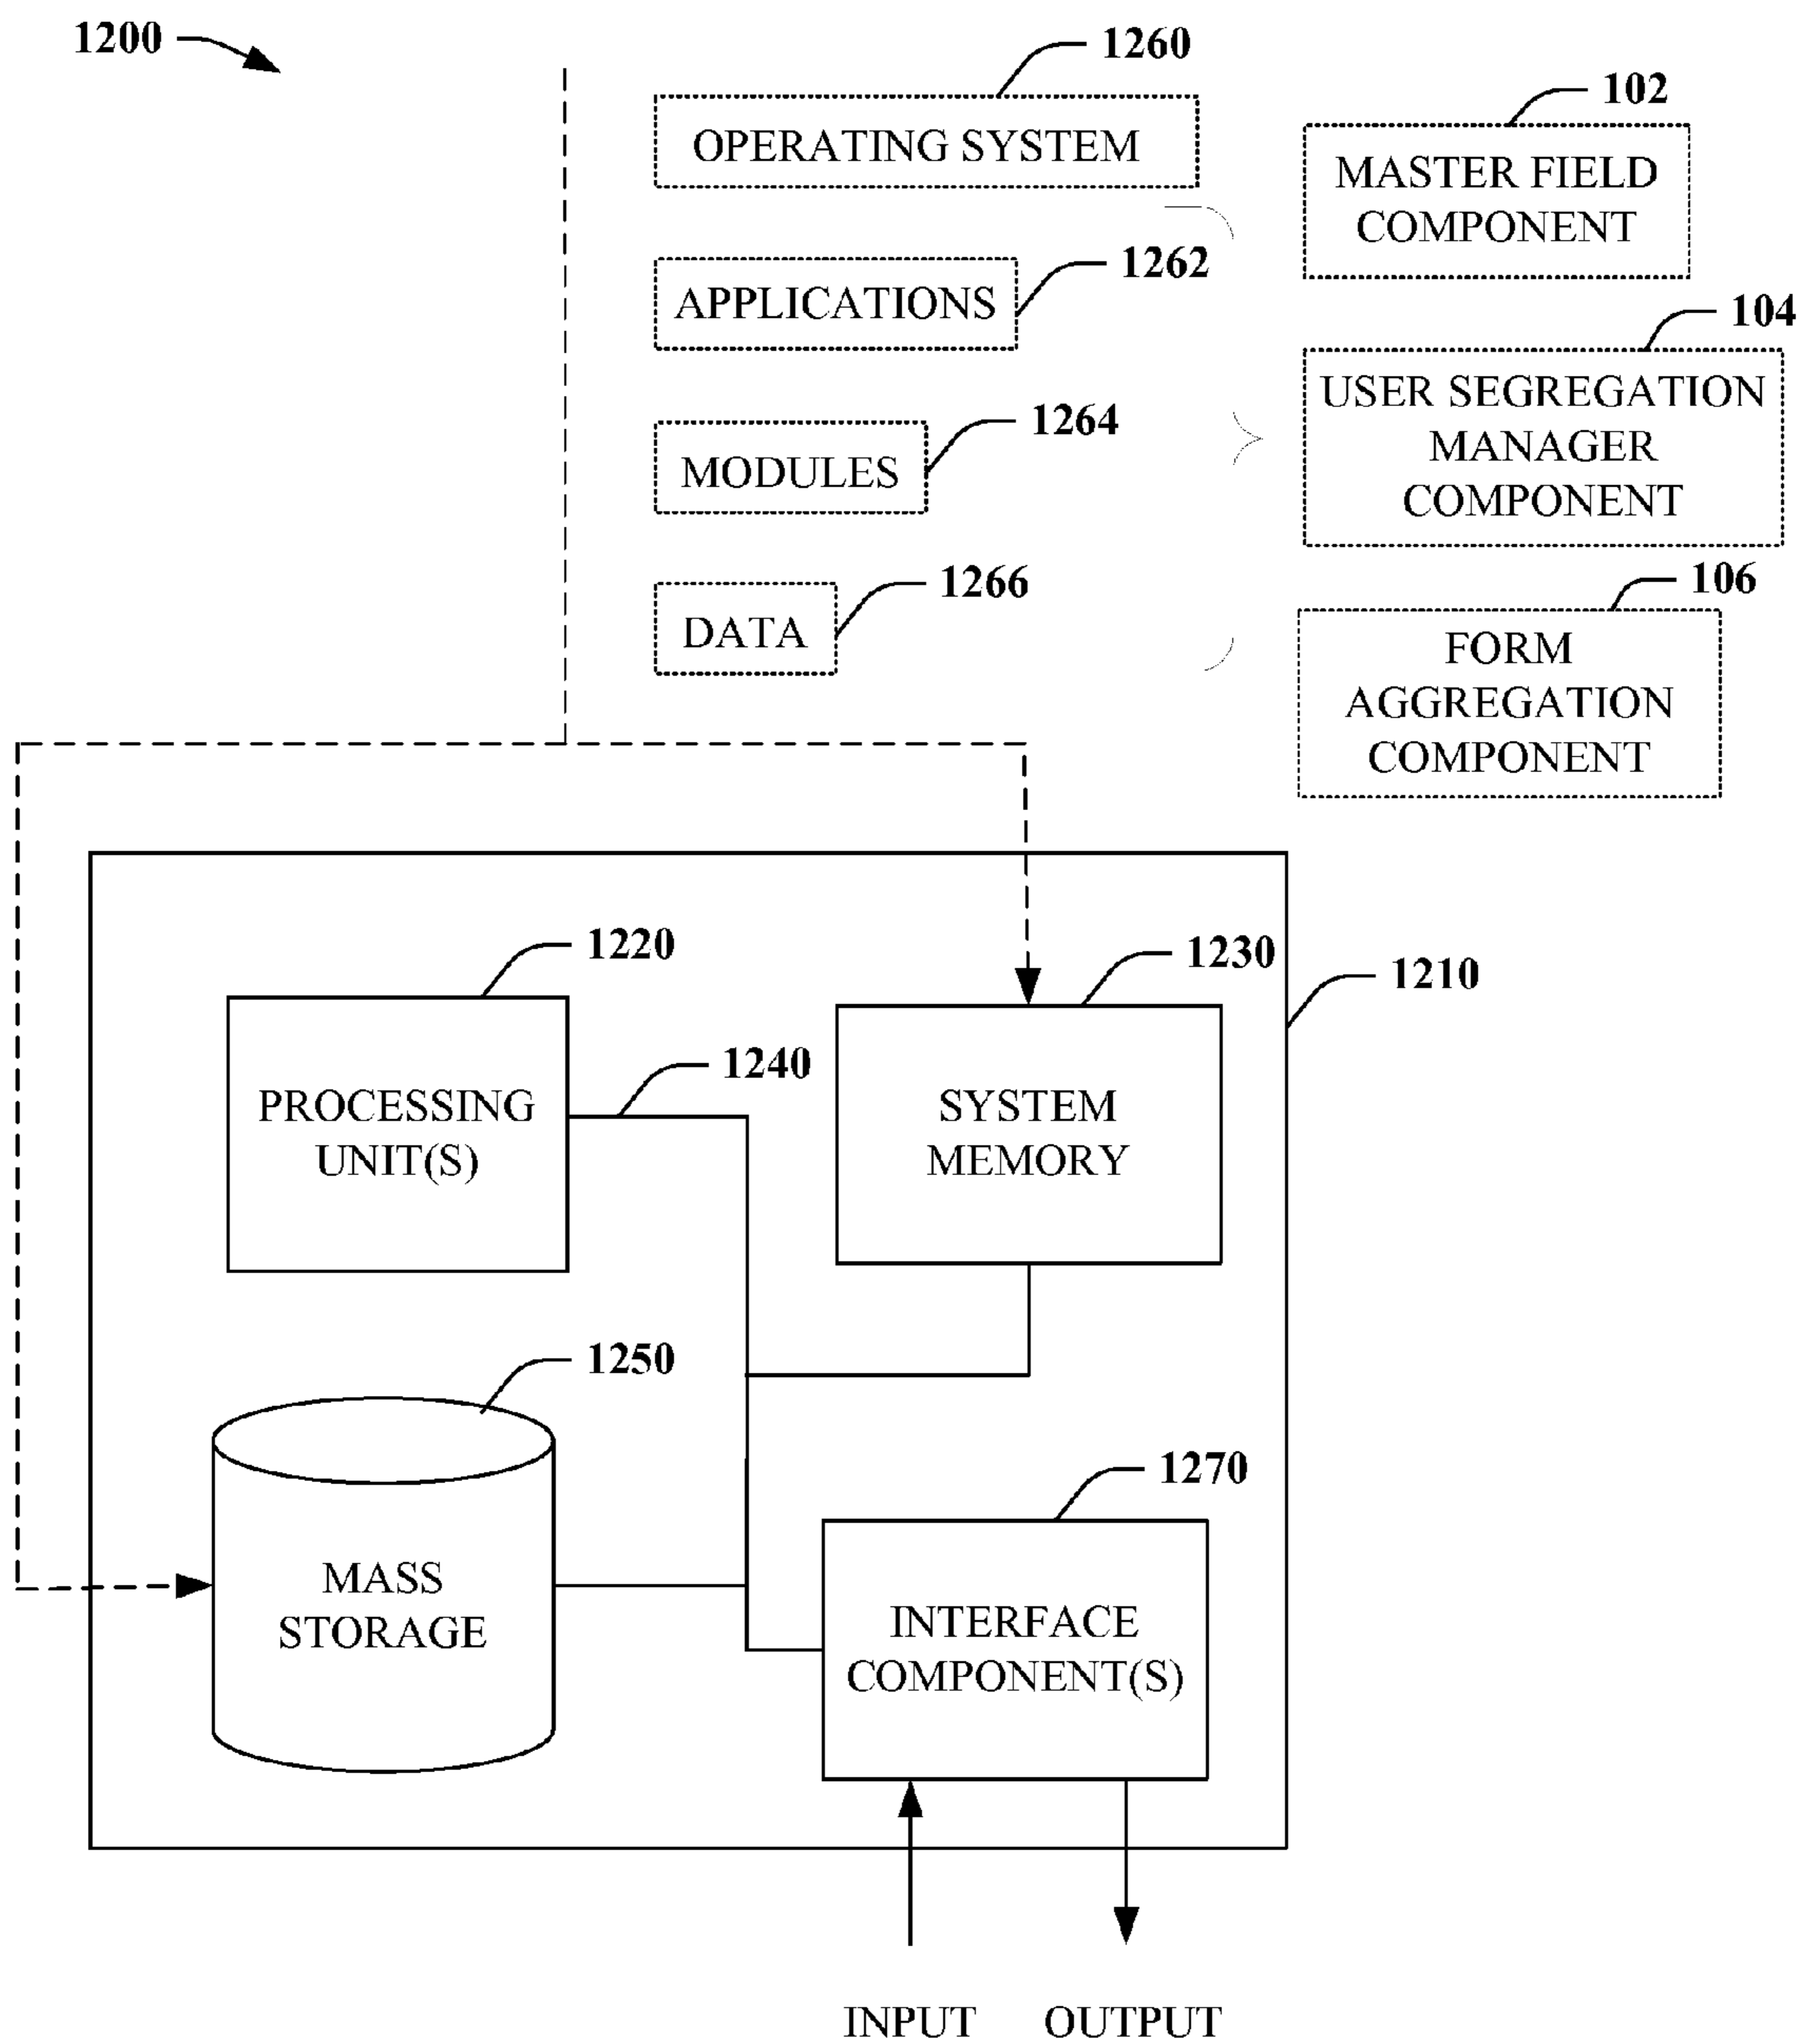 1200
1260
OPERATING SYSTEM
102
MASTER FIELD
COMPONENT
1262
APPLICATIONS
104
USER SEGREGATION
MANAGER
COMPONENT
1264
MODULES
1266
DATA
106
FORM
AGGREGATION
COMPONENT
1220
PROCESSING
UNIT(S)
1240
1230
SYSTEM
MEMORY
1210
1250
MASS
STORAGE
1270
INTERFACE
COMPONENT(S)
INPUT
OUTPUT